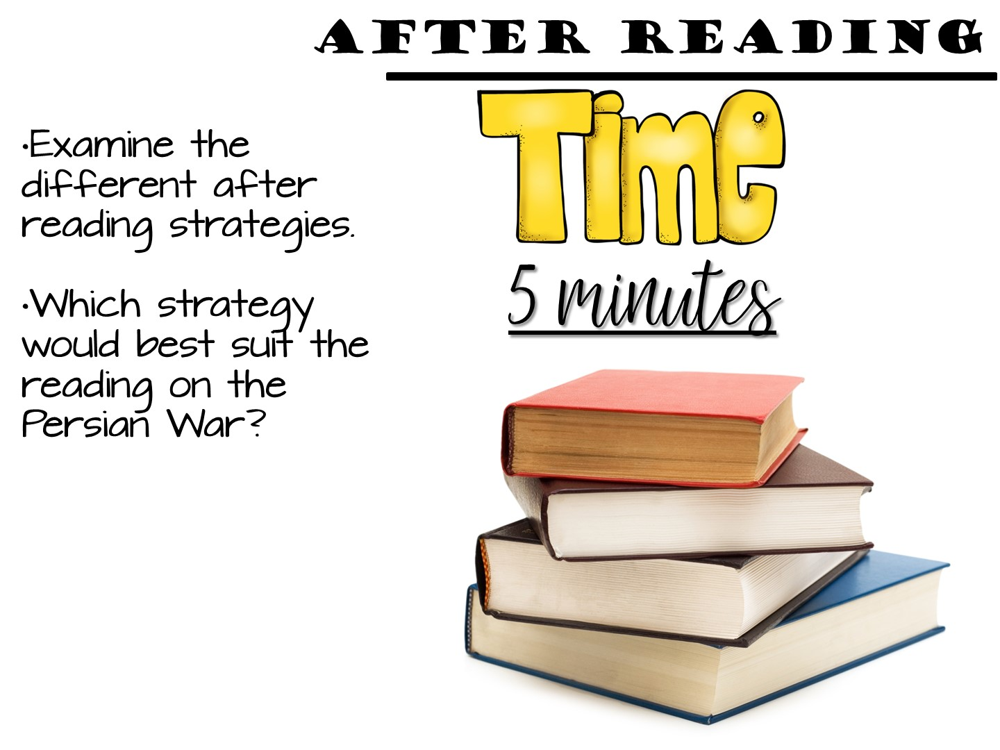 AFTER READING
Time
5 minutes
•Examine the
different after
reading strategies.
•Which strategy
would best suit the
reading on the
Persian War?